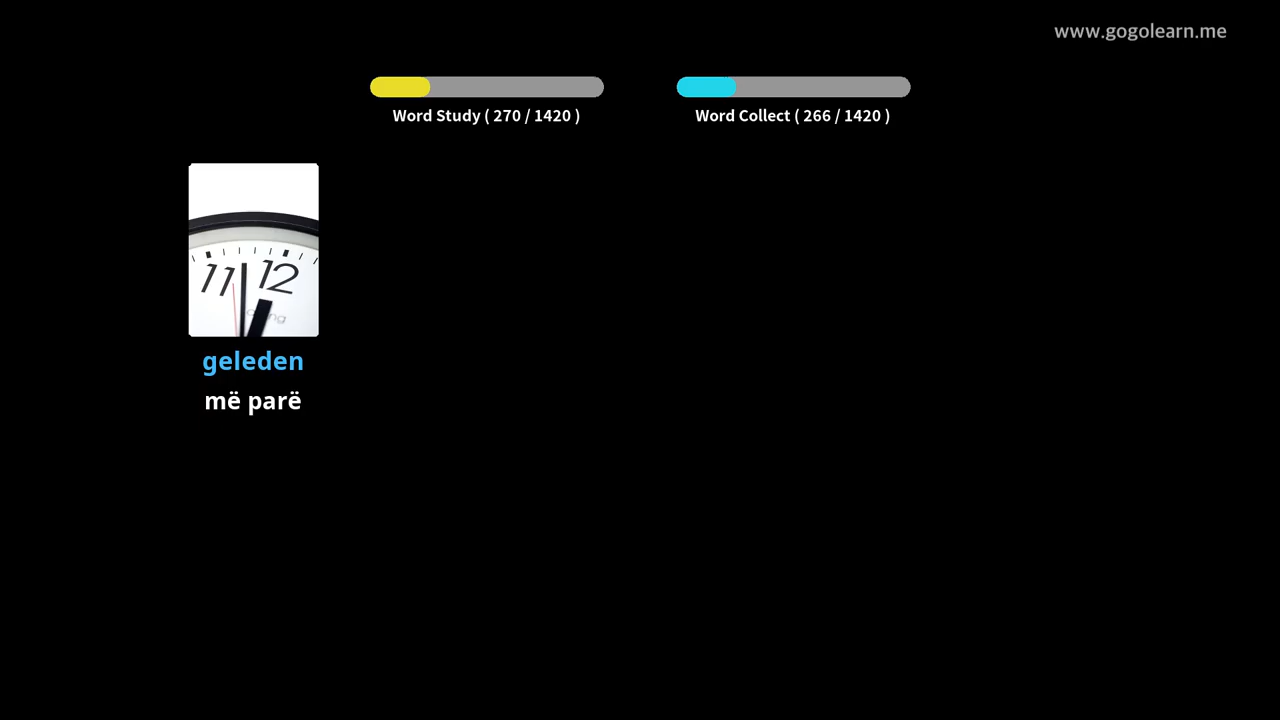 www.gogolearn.me
Word Study ( 270 / 1420 )
Word Collect ( 266 / 1420 )
11 12
geleden
më parë